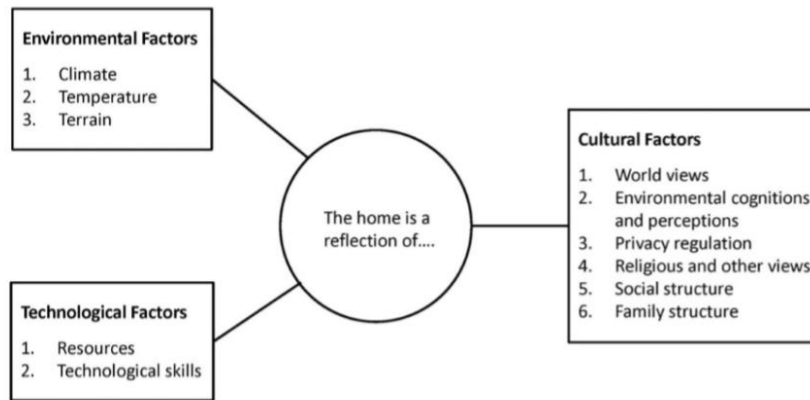 Environmental Factors
1. Climate
2. Temperature
3. Terrain
The home is a
reflection of....
Technological Factors
1. Resources
2. Technological skills
Cultural Factors
1. World views
2. Environmental cognitions
and perceptions
3. Privacy regulation
4. Religious and other views
5. Social structure
6. Family structure